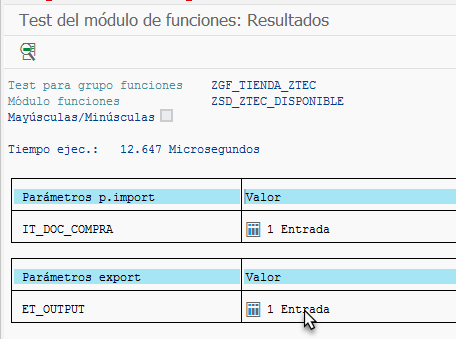 Test del módulo de funciones: Resultados
Test para grupo funciones ZGF_TIENDA_ZTEC
Módulo funciones ZSD_ZTEC_DISPONIBLE
Mayúsculas/Minúsculas
Tiempo ejec.: 12.647 Microsegundos
Parámetros p.import Valor
IT_DOC_COMPRA 1 Entrada
Parámetros export Valor
ET_OUTPUT 1 Entrada